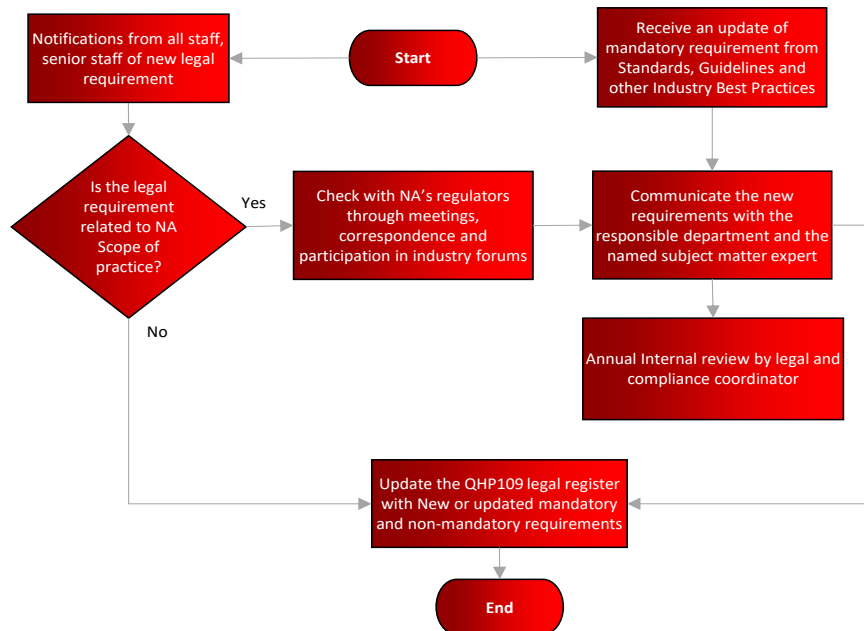 Notifications from all staff,
senior staff of new legal
requirement
Start
Receive an update of
mandatory requirement from
Standards, Guidelines and
other Industry Best Practices
Is the legal
requirement
related to NA
Scope of
practice?
Yes
Check with NA's regulators
through meetings,
correspondence and
participation in industry forums
Communicate the new
requirements with the
responsible department and the
named subject matter expert
No
Annual Internal review by legal and
compliance coordinator
Update the QHP109 legal register
with New or updated mandatory
and non-mandatory requirements
End